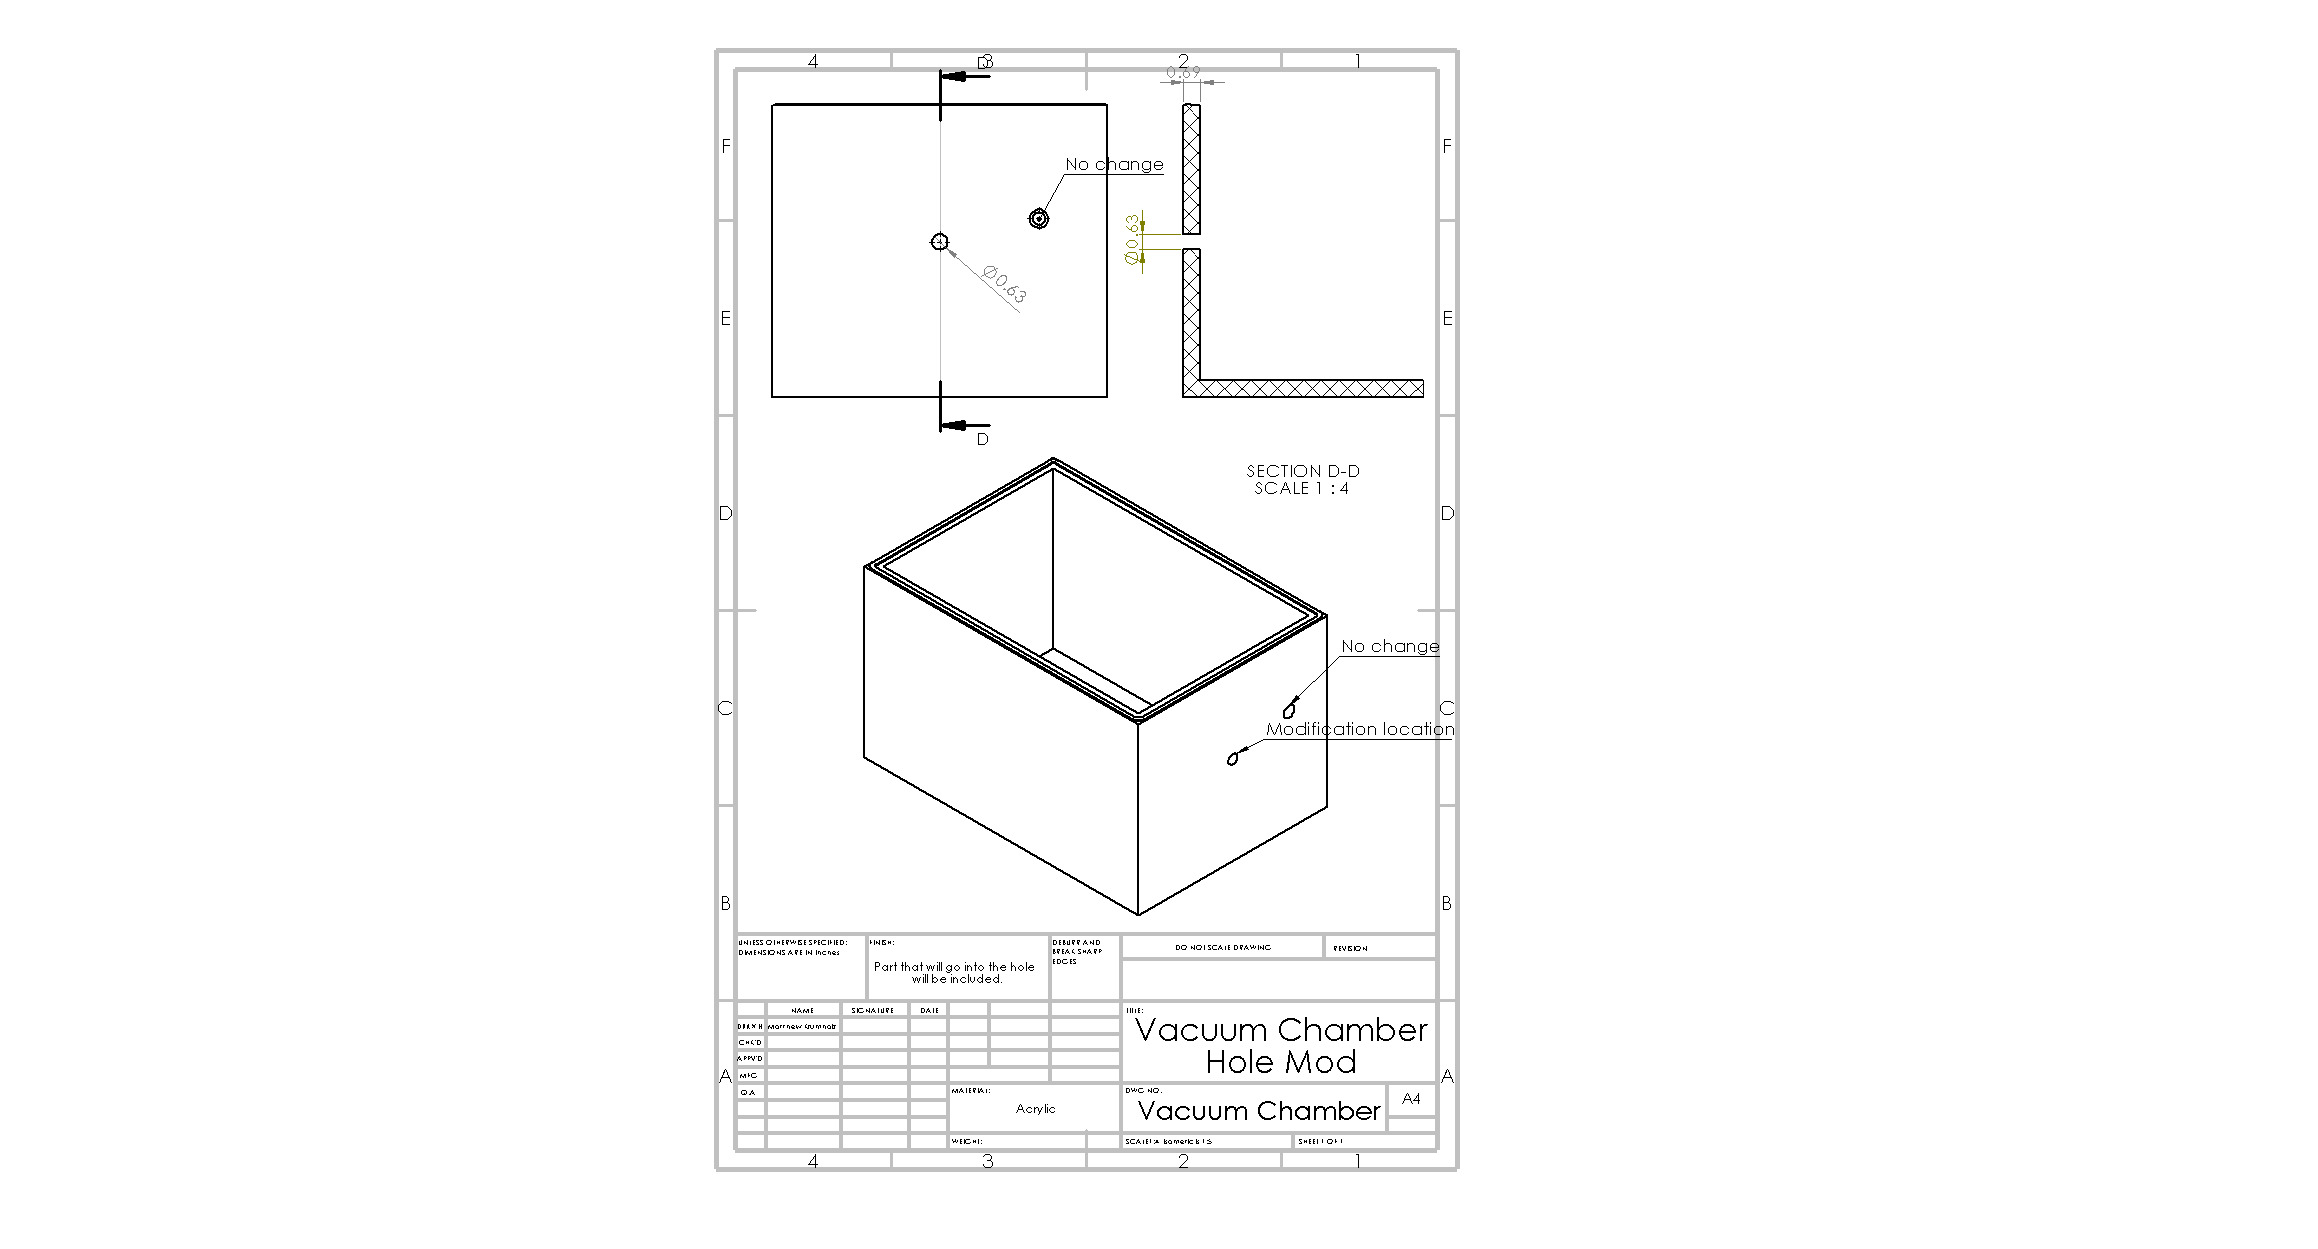 4 3 2 1
D
0.69
F F
No change
Ø0.63
Ø0.63
E E
D
SECTION D-D
SCALE 1 : 4
D D
No change
C C
Modification location
B B
UNLESS OTHERWISE SPECIFIED:
DIMENSIONS ARE IN Inches
FINISH:
Part that will go into the hole
will be included.
DEBURR AND
BREAK SHARP
EDGES
DO NOT SCALE DRAWING
REVISION
NAME SIGNATURE DATE
DRAWN Matthew
CHK'D
APPV'D
MFG
Q.A
TITLE:
Vacuum Chamber
Hole Mod
A A
MATERIAL:
Acrylic
DWG NO.
Vacuum Chamber
A4
WEIGHT:
SHEET 1 OF 1
4 3 2 1